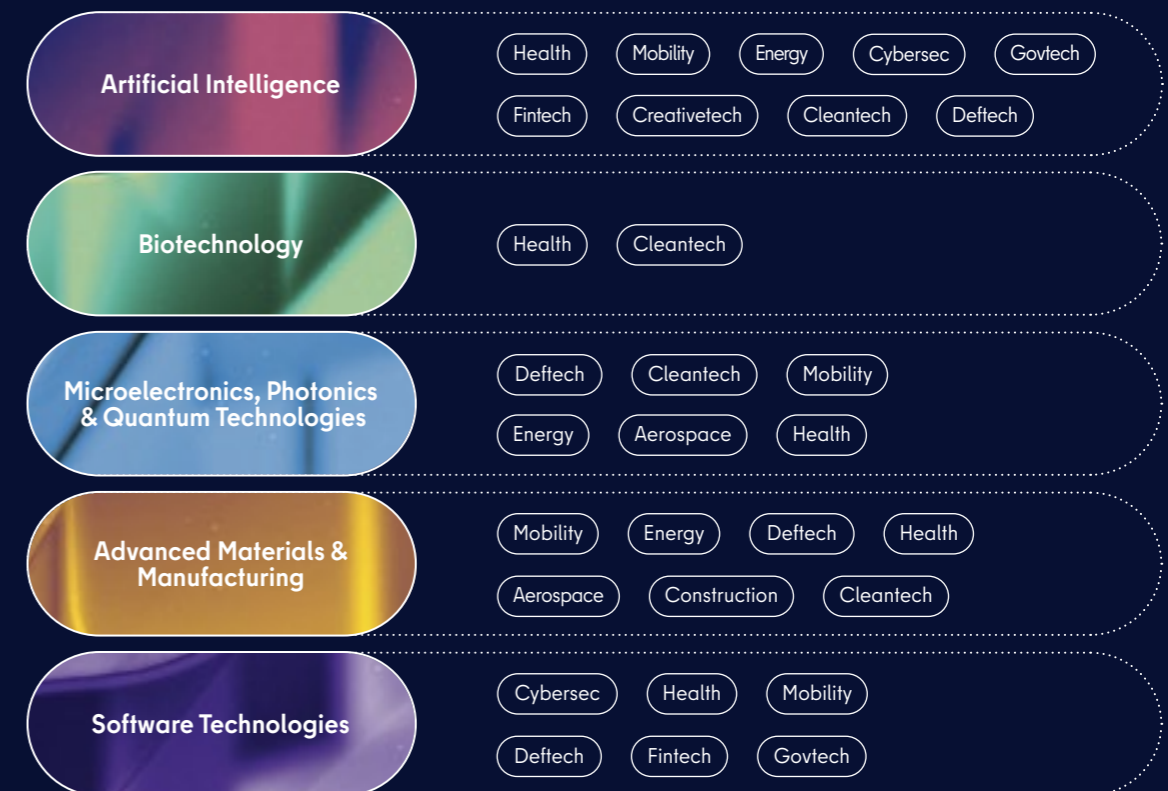 Artificial Intelligence
Health Mobility Energy Cybersec Govtech
Fintech Creativetech Cleantech Deftech
Biotechnology
Health Cleantech
Microelectronics, Photonics
& Quantum Technologies
Deftech Cleantech Mobility
Energy Aerospace Health
Advanced Materials &
Manufacturing
Mobility Energy Deftech Health
Aerospace Construction Cleantech
Software Technologies
Cybersec Health Mobility
Deftech Fintech Govtech